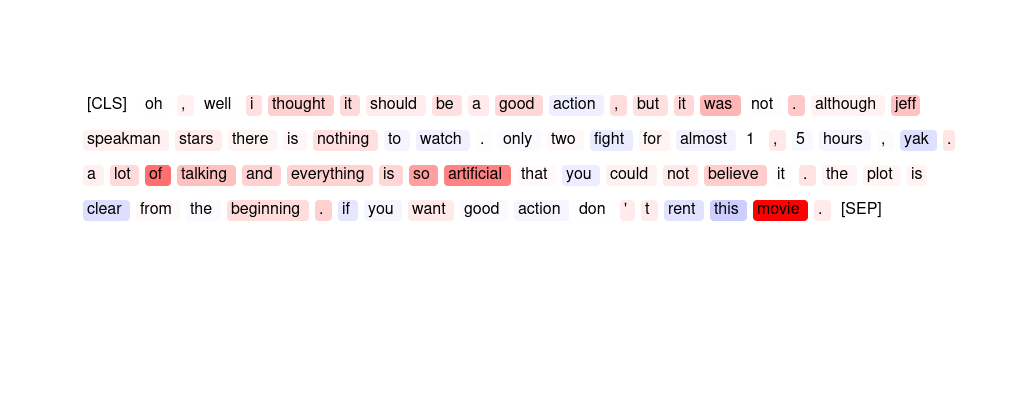 [CLS] oh , well i thought it should be a good action , but it was not . although jeff
speakman stars there is nothing to watch . only two fight for almost 1 , 5 hours , yak .
a lot of talking and everything is so artificial that you could not believe it . the plot is
clear from the beginning . if you want good action don ' t rent this movie . [SEP]